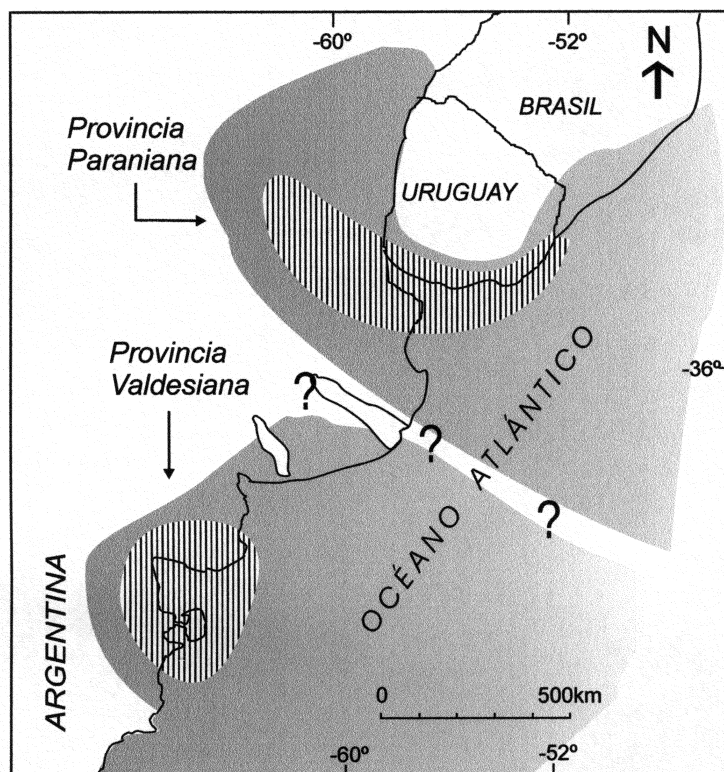 -60º
-52º
N
BRASIL
Provincia
Paraniana
URUGUAY
Provincia
Valdesiana
-36º
?
?
?
OCÉANO ATLÁNTICO
ARGENTINA
0
500km
-60º
-52º